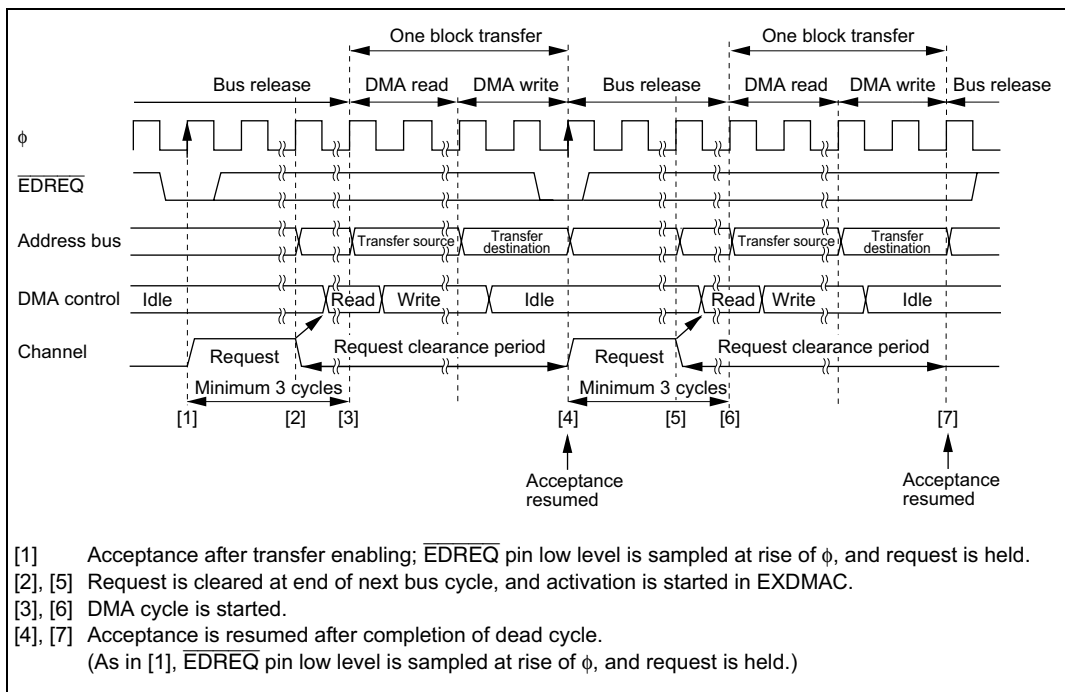 One block transfer One block transfer
Bus release DMA read DMA write Bus release DMA read DMA write Bus release
ϕ
EDREQ
Address bus Transfer source Transfer destination Transfer source Transfer destination
DMA control Idle Read Write Idle Read Write Idle
Channel Request Request clearance period Request Request clearance period
Minimum 3 cycles Minimum 3 cycles
[1] [2] [3] [4] [5] [6] [7]
Acceptance resumed Acceptance resumed
[1] Acceptance after transfer enabling; EDREQ pin low level is sampled at rise of ϕ, and request is held.
[2], [5] Request is cleared at end of next bus cycle, and activation is started in EXDMAC.
[3], [6] DMA cycle is started.
[4], [7] Acceptance is resumed after completion of dead cycle.
(As in [1], EDREQ pin low level is sampled at rise of ϕ, and request is held.)